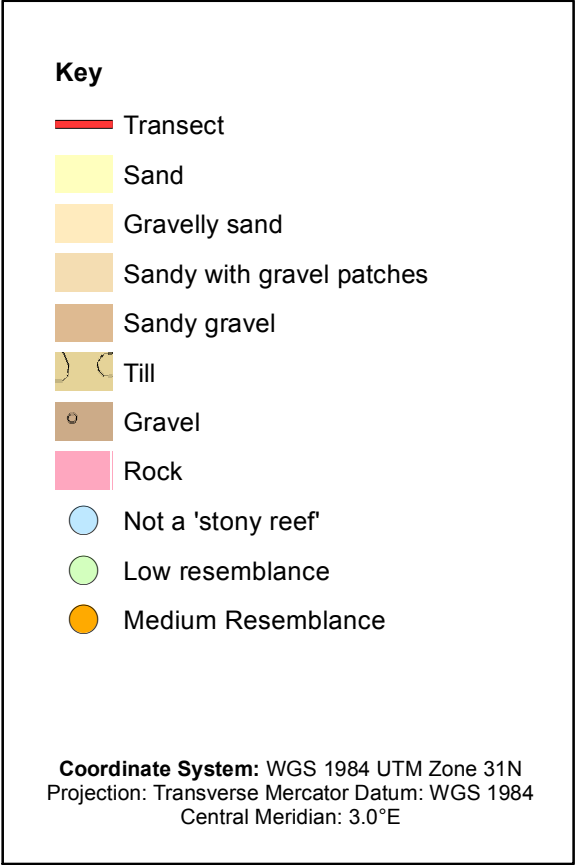 Key
Transect
Sand
Gravelly sand
Sandy with gravel patches
Sandy gravel
Till
Gravel
Rock
Not a 'stony reef'
Low resemblance
Medium Resemblance
Coordinate System: WGS 1984 UTM Zone 31N
Projection: Transverse Mercator Datum: WGS 1984
Central Meridian: 3.0°E